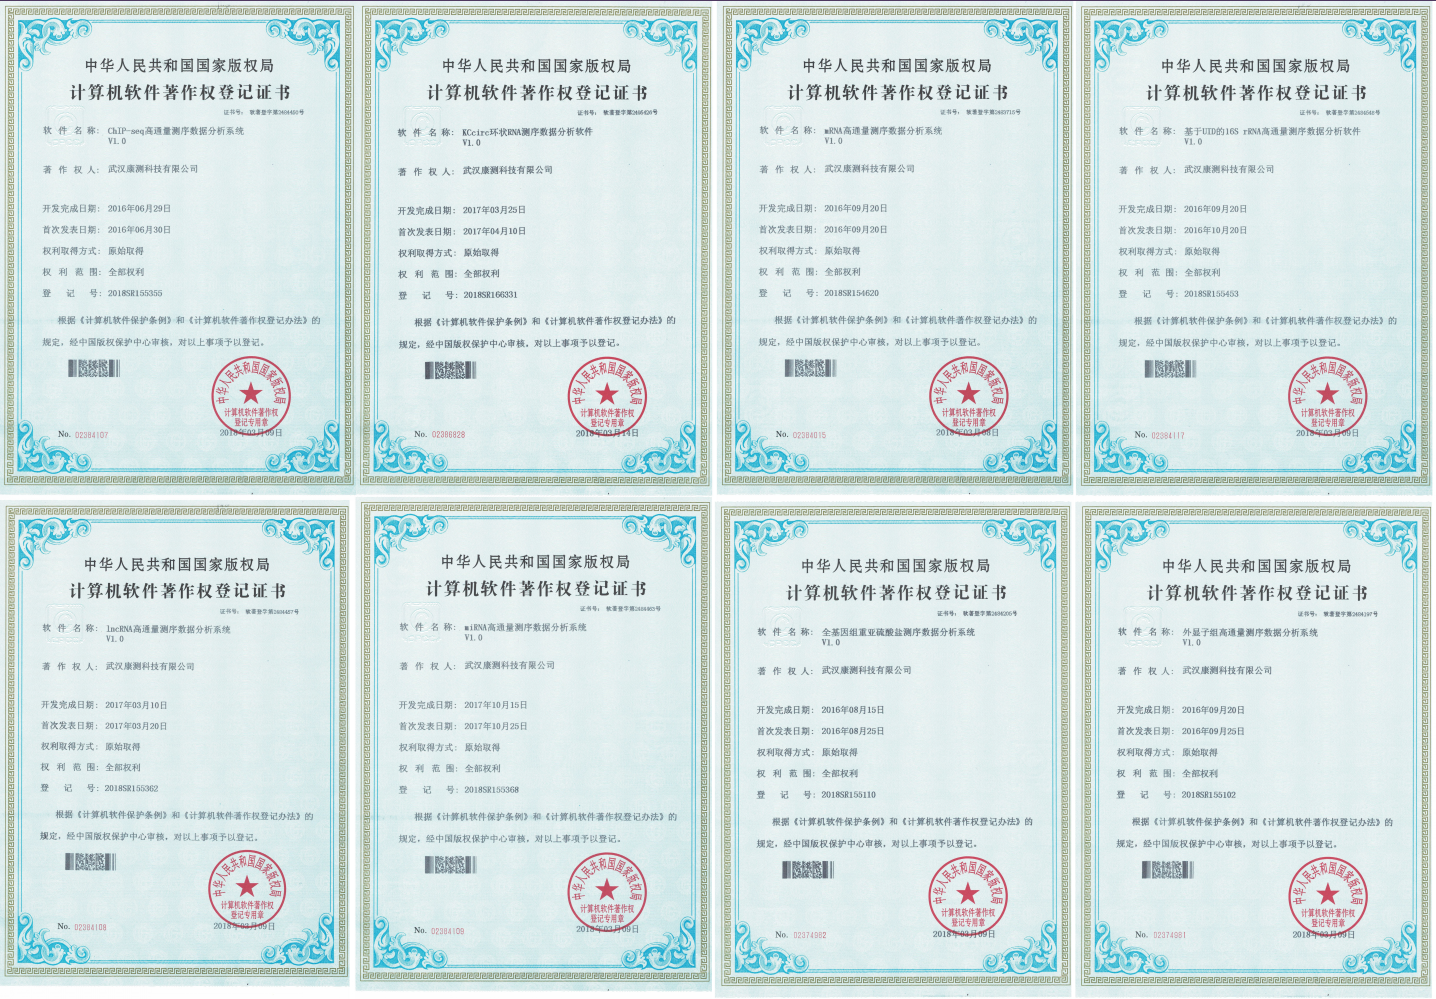 中华人民共和国国家版权局
计算机软件著作权登记证书
证书号： 软著登字第2484450号
软件名称： ChIP-seq高通量测序数据分析系统
V1.0
著作权人： 武汉康测科技有限公司
开发完成日期： 2016年06月29日
首次发表日期： 2016年06月30日
权利取得方式： 原始取得
权利范围： 全部权利
登记号： 2018SR155355
根据《计算机软件保护条例》和《计算机软件著作权登记办法》的
规定，经中国版权保护中心审核，对以上事项予以登记。
中华人民共和国国家版权局
计算机软件著作权
登记专用章
No. 02384107
2018年03月09日
中华人民共和国国家版权局
计算机软件著作权登记证书
软件名称： KCcirc环状RNA测序数据分析软件
V1.0
著作权人： 武汉康测科技有限公司
开发完成日期： 2017年03月25日
首次发表日期： 2017年04月10日
权利取得方式： 原始取得
权利范围： 全部权利
登记号： 2018SR166331
根据《计算机软件保护条例》和《计算机软件著作权登记办法》的
规定，经中国版权保护中心审核，对以上事项予以登记。
中华人民共和国国家版权局
计算机软件著作权
登记专用章
No. 02386828
2018年03月14日
中华人民共和国国家版权局
计算机软件著作权登记证书
证书号： 软著登字第2483715号
软件名称： mRNA高通量测序数据分析系统
V1.0
著作权人： 武汉康测科技有限公司
开发完成日期： 2016年09月20日
首次发表日期： 2016年09月20日
权利取得方式： 原始取得
权利范围： 全部权利
登记号： 2018SR154620
根据《计算机软件保护条例》和《计算机软件著作权登记办法》的
规定，经中国版权保护中心审核，对以上事项予以登记。
中华人民共和国国家版权局
计算机软件著作权
登记专用章
No. 02384015
2018年03月08日
中华人民共和国国家版权局
计算机软件著作权登记证书
证书号： 软著登字第2484548号
软件名称： 基于UID的16S rRNA高通量测序数据分析软件
V1.0
著作权人： 武汉康测科技有限公司
开发完成日期： 2016年09月20日
首次发表日期： 2016年10月20日
权利取得方式： 原始取得
权利范围： 全部权利
登记号： 2018SR155453
根据《计算机软件保护条例》和《计算机软件著作权登记办法》的
规定，经中国版权保护中心审核，对以上事项予以登记。
中华人民共和国国家版权局
计算机软件著作权
登记专用章
No. 02384117
2018年03月09日
中华人民共和国国家版权局
计算机软件著作权登记证书
证书号： 软著登字第2484457号
软件名称： lncRNA高通量测序数据分析系统
V1.0
著作权人： 武汉康测科技有限公司
开发完成日期： 2017年03月10日
首次发表日期： 2017年03月20日
权利取得方式： 原始取得
权利范围： 全部权利
登记号： 2018SR155362
根据《计算机软件保护条例》和《计算机软件著作权登记办法》的
规定，经中国版权保护中心审核，对以上事项予以登记。
中华人民共和国国家版权局
计算机软件著作权
登记专用章
No. 02384108
2018年03月09日
中华人民共和国国家版权局
计算机软件著作权登记证书
证书号： 软著登字第2484463号
软件名称： miRNA高通量测序数据分析系统
V1.0
著作权人： 武汉康测科技有限公司
开发完成日期： 2017年10月15日
首次发表日期： 2017年10月25日
权利取得方式： 原始取得
权利范围： 全部权利
登记号： 2018SR155368
根据《计算机软件保护条例》和《计算机软件著作权登记办法》的
规定，经中国版权保护中心审核，对以上事项予以登记。
中华人民共和国国家版权局
计算机软件著作权
登记专用章
No. 02384109
2018年03月09日
中华人民共和国国家版权局
计算机软件著作权登记证书
证书号： 软著登字第2484205号
软件名称： 全基因组重亚硫酸盐测序数据分析系统
V1.0
著作权人： 武汉康测科技有限公司
开发完成日期： 2016年08月15日
首次发表日期： 2016年08月25日
权利取得方式： 原始取得
权利范围： 全部权利
登记号： 2018SR155110
根据《计算机软件保护条例》和《计算机软件著作权登记办法》的
规定，经中国版权保护中心审核，对以上事项予以登记。
中华人民共和国国家版权局
计算机软件著作权
登记专用章
No. 02374982
2018年03月09日
中华人民共和国国家版权局
计算机软件著作权登记证书
证书号： 软著登字第2484197号
软件名称： 外显子组高通量测序数据分析系统
V1.0
著作权人： 武汉康测科技有限公司
开发完成日期： 2016年09月20日
首次发表日期： 2016年09月25日
权利取得方式： 原始取得
权利范围： 全部权利
登记号： 2018SR155102
根据《计算机软件保护条例》和《计算机软件著作权登记办法》的
规定，经中国版权保护中心审核，对以上事项予以登记。
中华人民共和国国家版权局
计算机软件著作权
登记专用章
No. 02374981
2018年03月09日